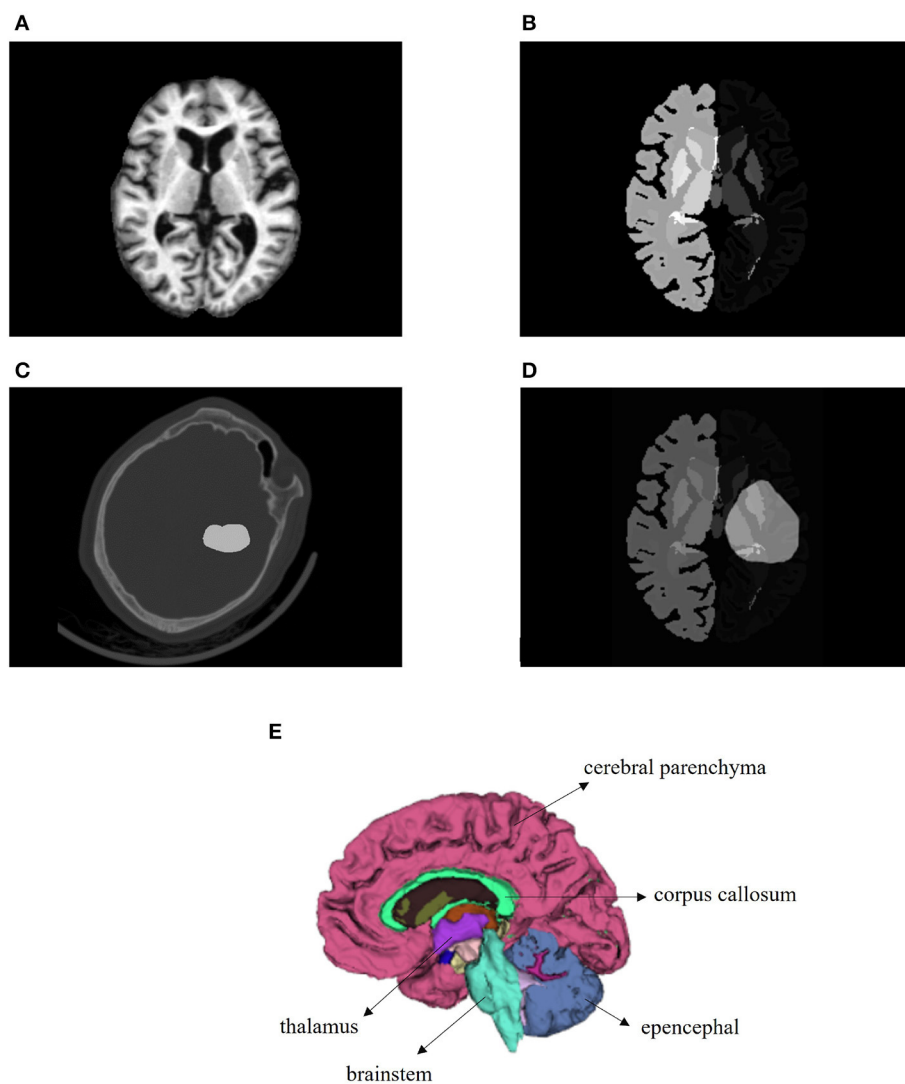 A
B
C
D
E
cerebral parenchyma
corpus callosum
thalamus
epencephal
brainstem